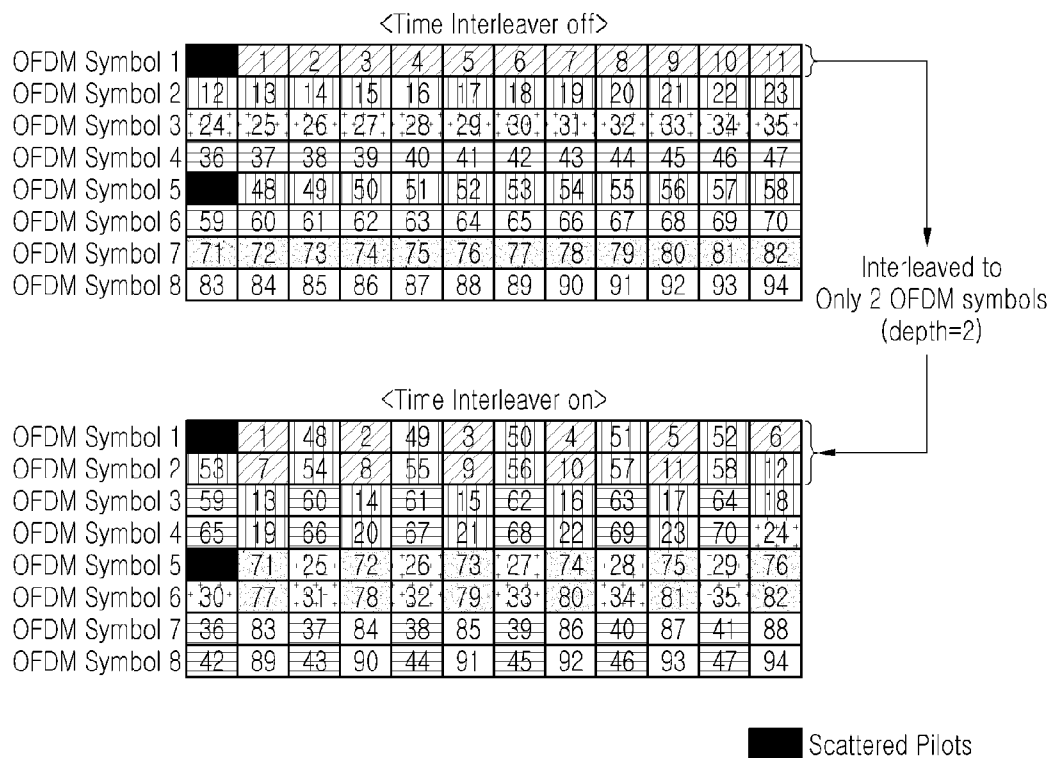 <Time Interleaver off>
OFDM Symbol 1 1 2 3 4 5 6 7 8 9 10 11
OFDM Symbol 2 12 13 14 15 16 17 18 19 20 21 22 23
OFDM Symbol 3 24 25 26 27 28 29 30 31 32 33 34 35
OFDM Symbol 4 36 37 38 39 40 41 42 43 44 45 46 47
OFDM Symbol 5 48 49 50 51 52 53 54 55 56 57 58
OFDM Symbol 6 59 60 61 62 63 64 65 66 67 68 69 70
OFDM Symbol 7 71 72 73 74 75 76 77 78 79 80 81 82
OFDM Symbol 8 83 84 85 86 87 88 89 90 91 92 93 94
Interleaved to
Only 2 OFDM symbols
(depth=2)
<Time Interleaver on>
OFDM Symbol 1 1 48 2 49 3 50 4 51 5 52 6
OFDM Symbol 2 53 7 54 8 55 9 56 10 57 11 58 12
OFDM Symbol 3 59 13 60 14 61 15 62 16 63 17 64 18
OFDM Symbol 4 65 19 66 20 67 21 68 22 69 23 70 24
OFDM Symbol 5 71 25 72 26 73 27 74 28 75 29 76
OFDM Symbol 6 30 77 31 78 32 79 33 80 34 81 35 82
OFDM Symbol 7 36 83 37 84 38 85 39 86 40 87 41 88
OFDM Symbol 8 42 89 43 90 44 91 45 92 46 93 47 94
Scattered Pilots